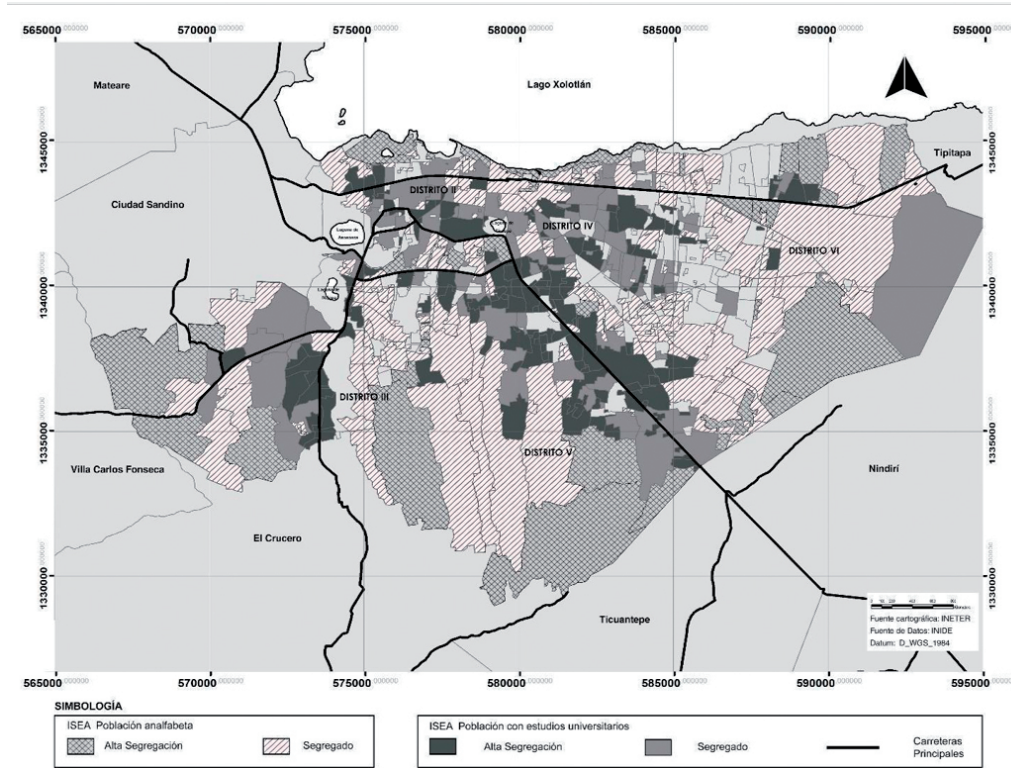 565000 570000 575000 580000 585000 590000 595000
Mateare
Lago Xolotlán
1345000
1345000
Tipitapa
Ciudad Sandino
DISTRITO II
DISTRITO IV
Laguna de
DISTRITO VI
1340000
1340000
DISTRITO III
1335000
1335000
DISTRITO V
Villa Carlos Fonseca
Nindirí
El Crucero
1330000
1330000
Ticuantepe
Fuente cartográfica: INETER
Fuente de Datos: INIDE
Datum: D_WGS_1984
565000 570000 575000 580000 585000 590000 595000
SIMBOLOGÍA
ISEA Población analfabeta
Alta Segregación
Segregado
ISEA Población con estudios universitarios
Alta Segregación
Segregado
Carreteras
Principales